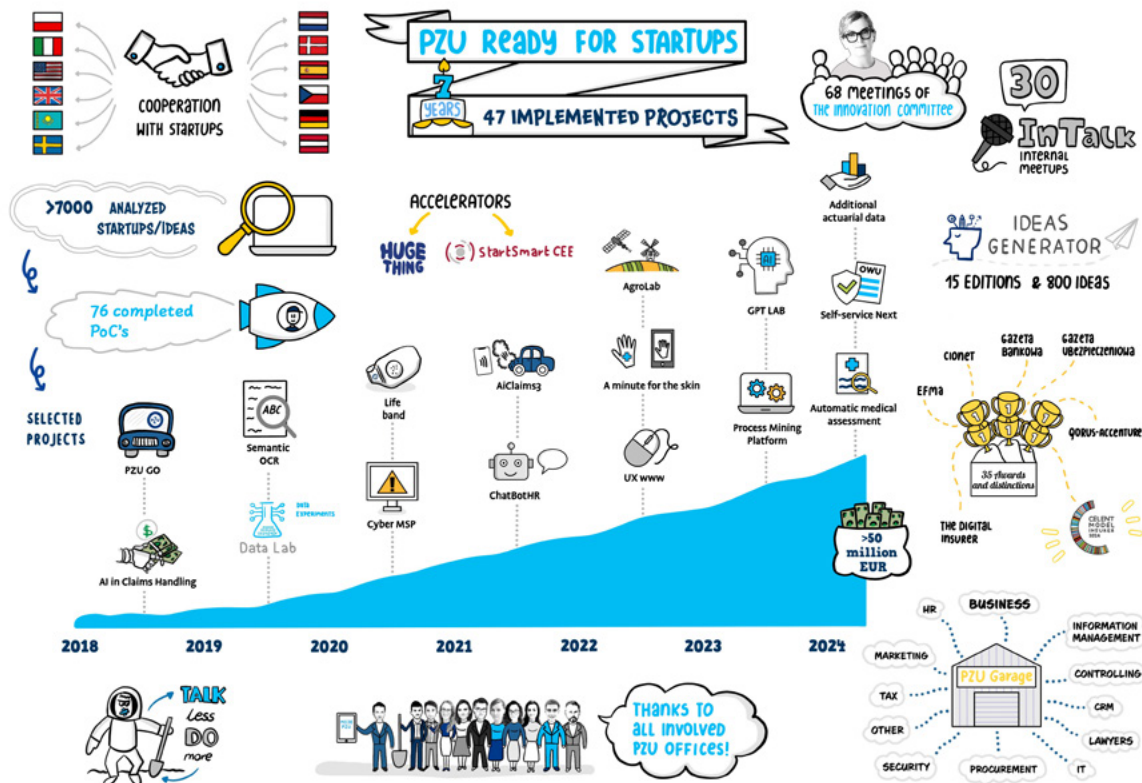 PZU READY FOR STARTUPS
7
YEARS
47 IMPLEMENTED PROJECTS
COOPERATION
WITH STARTUPS
68 MEETINGS OF
THE INNOVATION COMMITTEE
30
InTalk
INTERNAL
MEETUPS
>7000 ANALYZED
STARTUPS/IDEAS
76 completed
PoC's
SELECTED
PROJECTS
ACCELERATORS
HUGE
THING
StartSmart CEE
IDEAS
GENERATOR
15 EDITIONS & 800 IDEAS
PZU GO
AI in Claims Handling
ABC
Semantic
OCR
DATA
EXPERIMENTS
Data Lab
Life
band
Cyber MSP
AiClaims3
ChatBotHR
AgroLab
A minute for the skin
UX www
AI
GPT LAB
Process Mining
Platform
Additional
actuarial data
OWU
Self-service Next
Automatic medical
assessment
EFMA
CIONET
GAZETA
BANKOWA
GAZETA
UBEZPIECZENIOWA
QORUS-ACCENTURE
35 Awards
and distinctions
THE DIGITAL
INSURER
CELENT
MODEL
INSURER
>50
million
EUR
2018
2019
2020
2021
2022
2023
2024
HR
BUSINESS
INFORMATION
MANAGEMENT
MARKETING
CONTROLLING
TAX
PZU Garage
CRM
OTHER
LAWYERS
SECURITY
PROCUREMENT
IT
TALK
Less
DO
more
THANKS TO
ALL INVOLVED
PZU OFFICES!